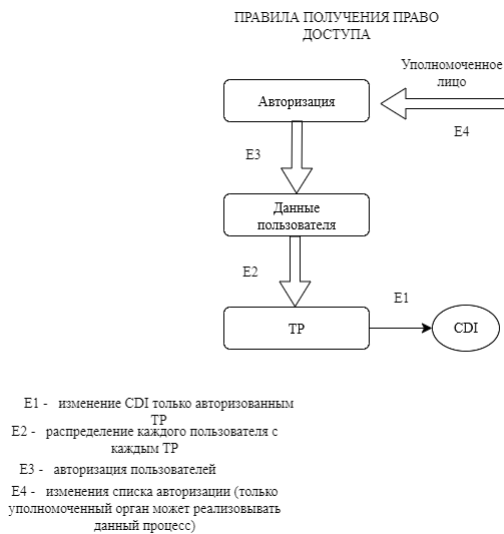 ПРАВИЛА ПОЛУЧЕНИЯ ПРАВО
ДОСТУПА
Уполномоченное
лицо
Авторизация
E4
E3
Данные
пользователя
E2
E1
TP
CDI
E1 - изменение CDI только авторизованным
TP
E2 - распределение каждого пользователя с
каждым TP
E3 - авторизация пользователей
E4 - изменения списка авторизации (только
уполномоченный орган может реализовывать
данный процесс)